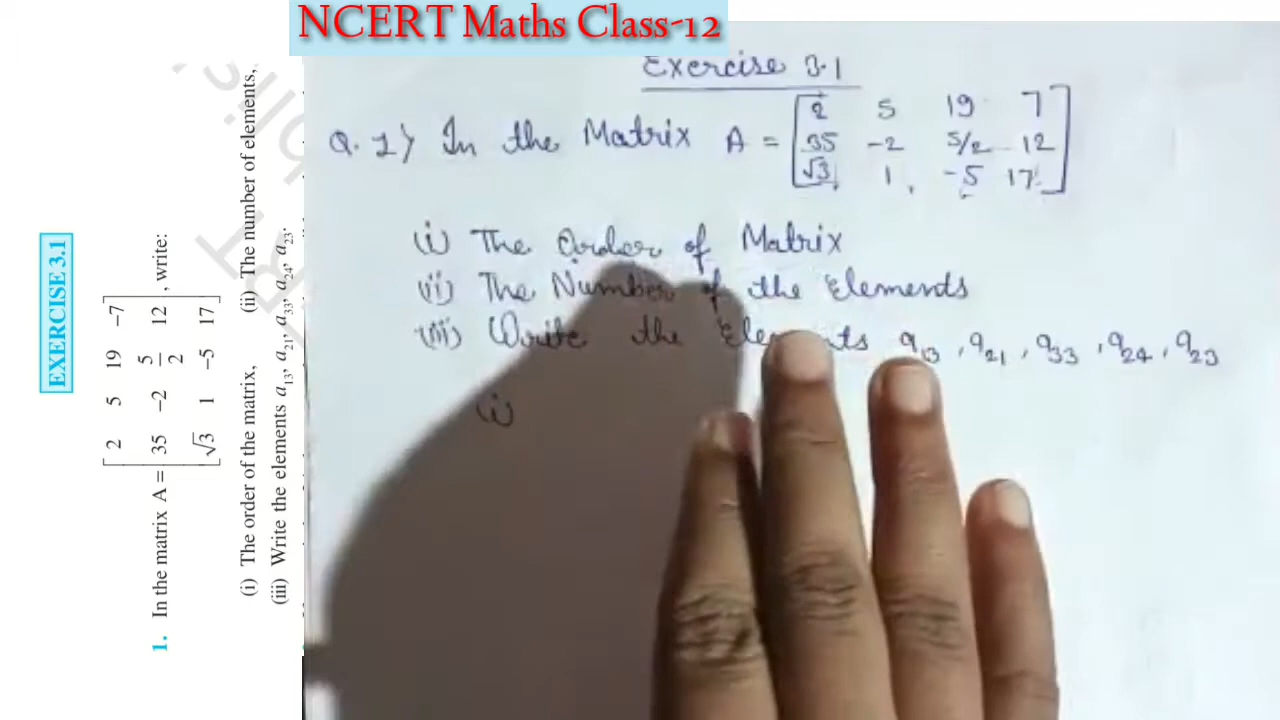 NCERT Maths Class-12
EXERCISE 3.1
1. In the matrix A = [ 2 5 19 -7
35 -2 5/2 12
√3 1 -5 17 ], write:
(i) The order of the matrix, (ii) The number of elements,
(iii) Write the elements a13, a21, a33, a24, a23.
Exercise 3.1
Q.1) In the Matrix A = [ 2 5 19 7
35 -2 5/2 12
√3 1 -5 17 ]
(i) The Order of Matrix
(ii) The Number of the Elements
(iii) Write the Elements a13, a21, a33, a24, a23
(i)